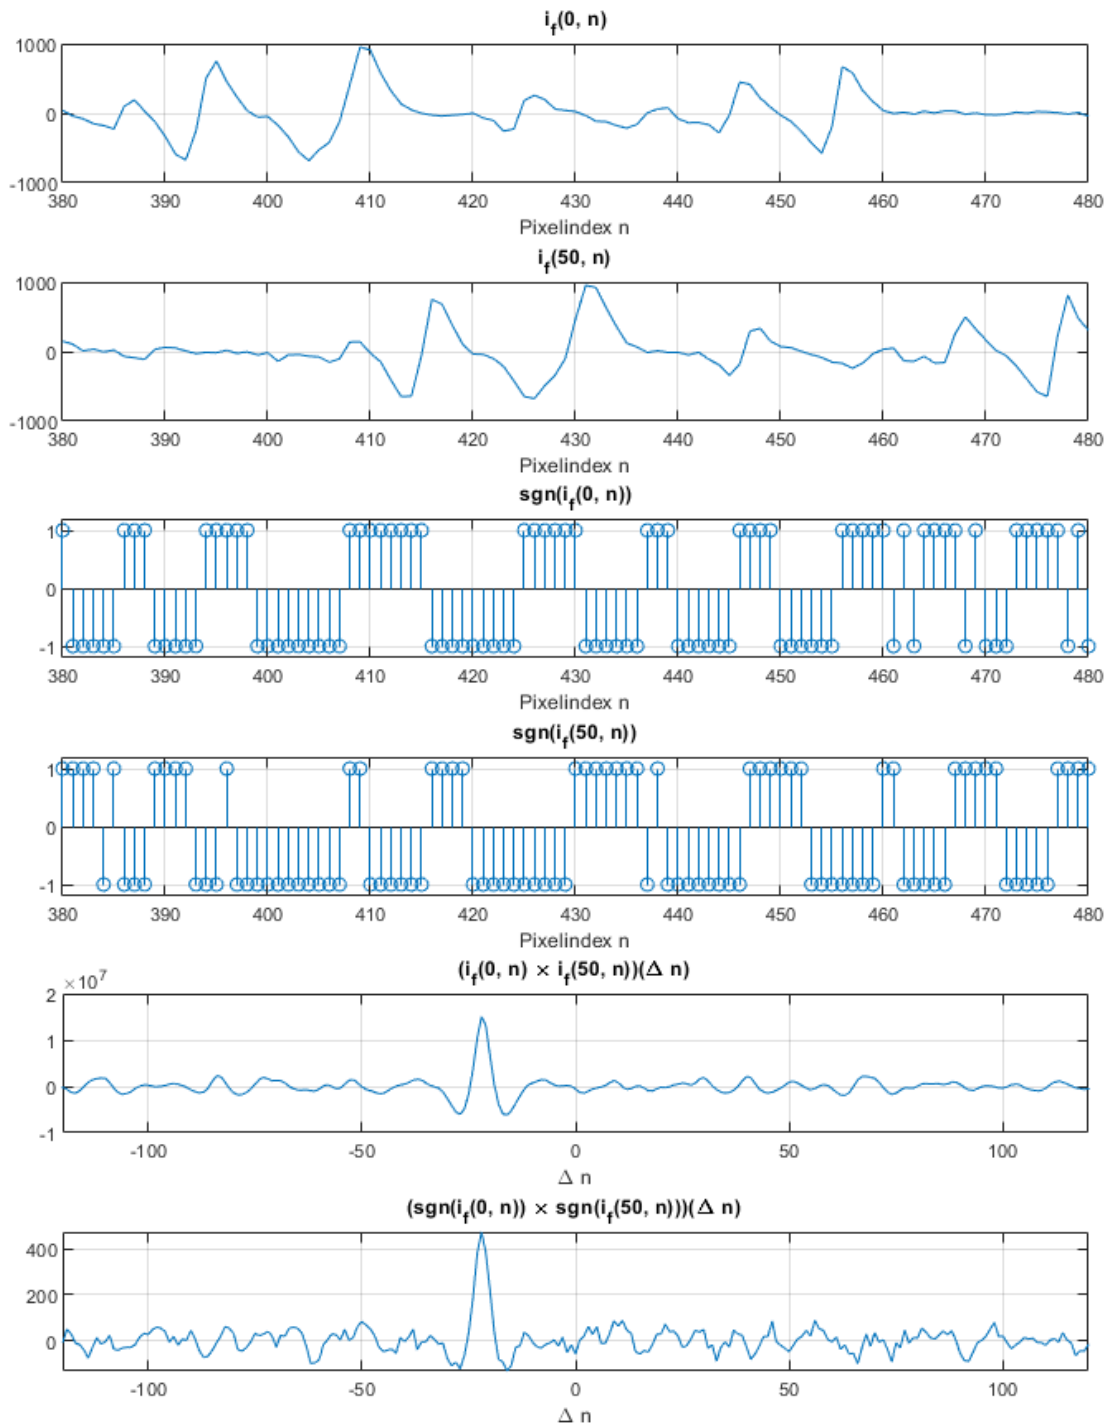 i_f(0, n)
1000
0
-1000
380 390 400 410 420 430 440 450 460 470 480
Pixelindex n
i_f(50, n)
1000
0
-1000
380 390 400 410 420 430 440 450 460 470 480
Pixelindex n
sgn(i_f(0, n))
1
0
-1
380 390 400 410 420 430 440 450 460 470 480
Pixelindex n
sgn(i_f(50, n))
1
0
-1
380 390 400 410 420 430 440 450 460 470 480
Pixelindex n
(i_f(0, n) × i_f(50, n))(Δ n)
×10^7
2
1
0
-1
-100 -50 0 50 100
Δ n
(sgn(i_f(0, n)) × sgn(i_f(50, n)))(Δ n)
400
200
0
-100 -50 0 50 100
Δ n